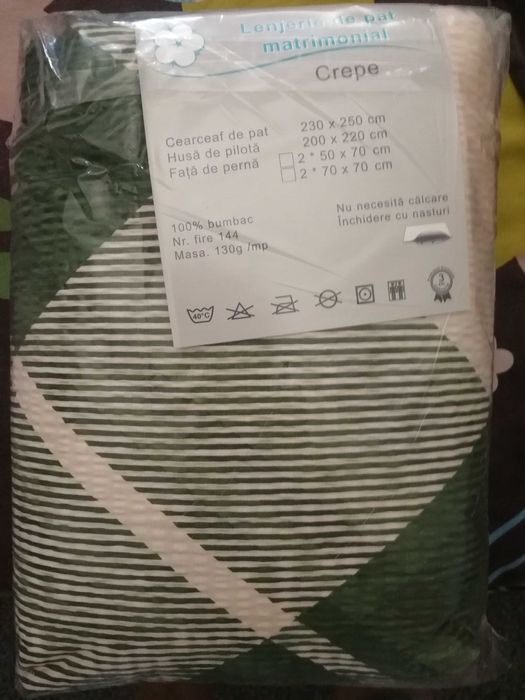 Lenjerie de pat
matrimonial
Crepe
Cearceaf de pat 230 x 250 cm
Husă de pilotă 200 x 220 cm
Față de pernă 2 * 50 x 70 cm
2 * 70 x 70 cm
100% bumbac
Nr. fire 144
Masa. 130g /mp
Nu necesită călcare
Închidere cu nasturi
40°C
3